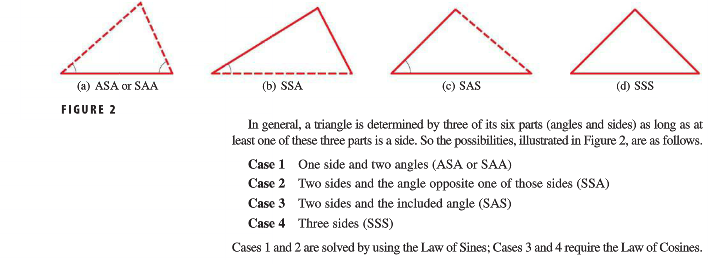 (a) ASA or SAA
(b) SSA
(c) SAS
(d) SSS
FIGURE 2
In general, a triangle is determined by three of its six parts (angles and sides) as long as at
least one of these three parts is a side. So the possibilities, illustrated in Figure 2, are as follows.
Case 1 One side and two angles (ASA or SAA)
Case 2 Two sides and the angle opposite one of those sides (SSA)
Case 3 Two sides and the included angle (SAS)
Case 4 Three sides (SSS)
Cases 1 and 2 are solved by using the Law of Sines; Cases 3 and 4 require the Law of Cosines.